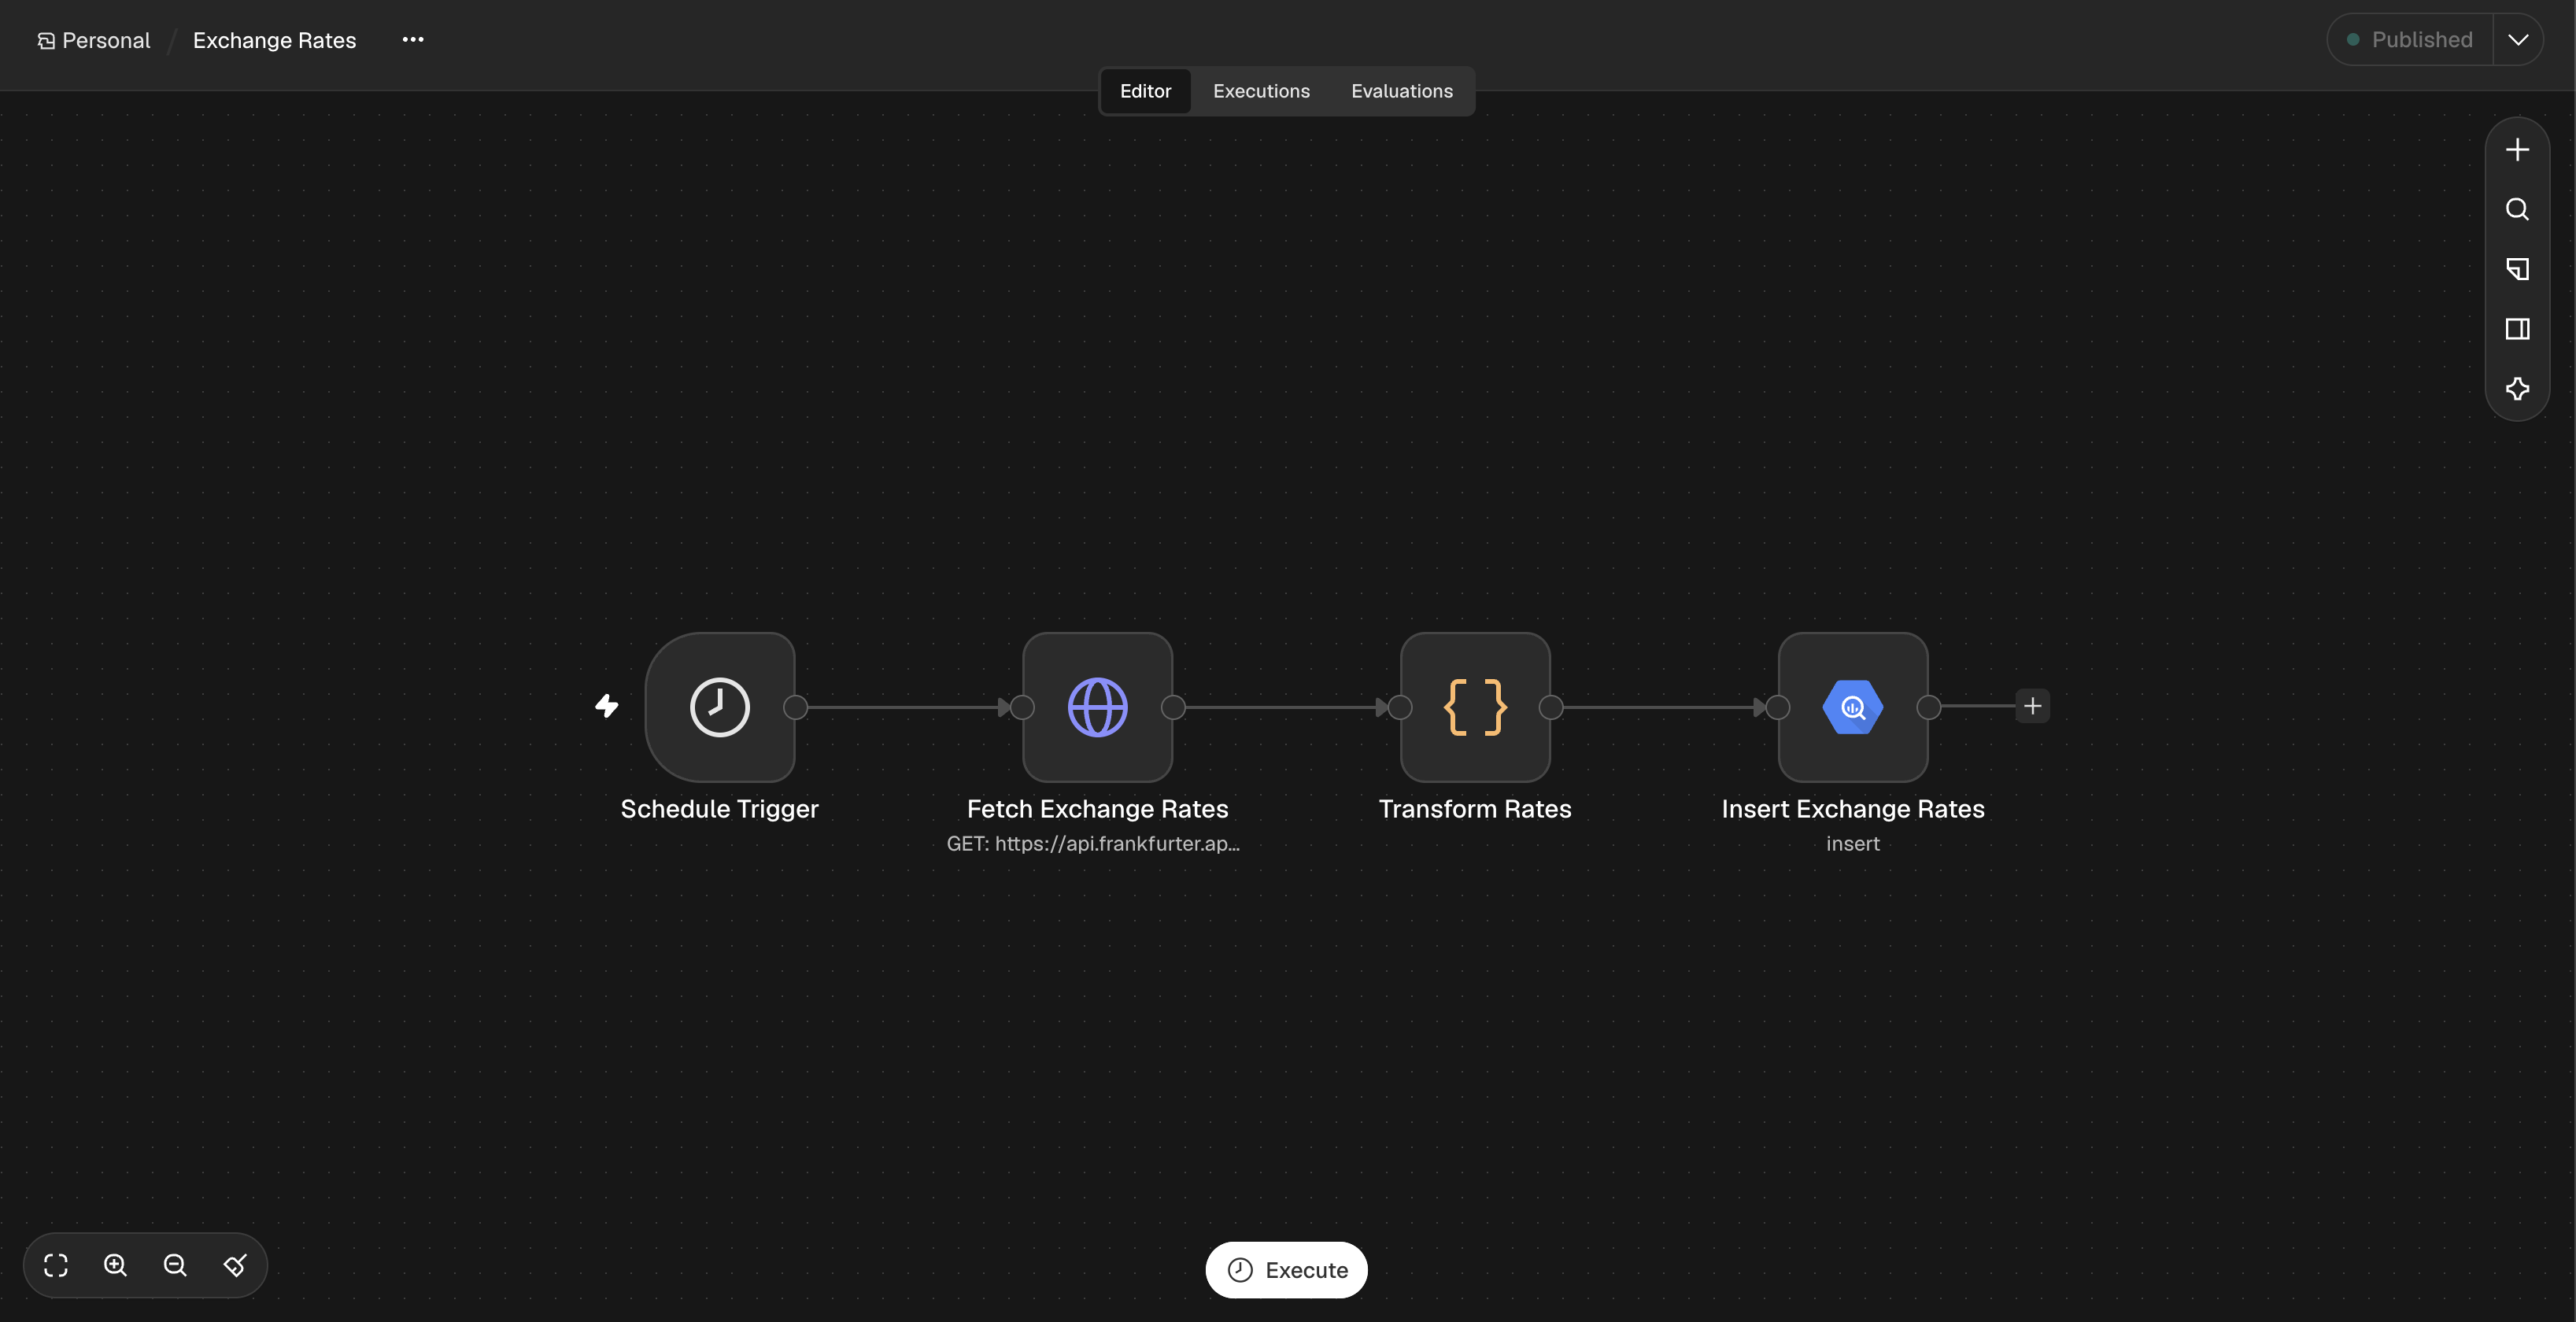 Personal / Exchange Rates ...
Published
Editor Executions Evaluations
Schedule Trigger
Fetch Exchange Rates
GET: https://api.frankfurter.ap...
Transform Rates
Insert Exchange Rates
insert
Execute